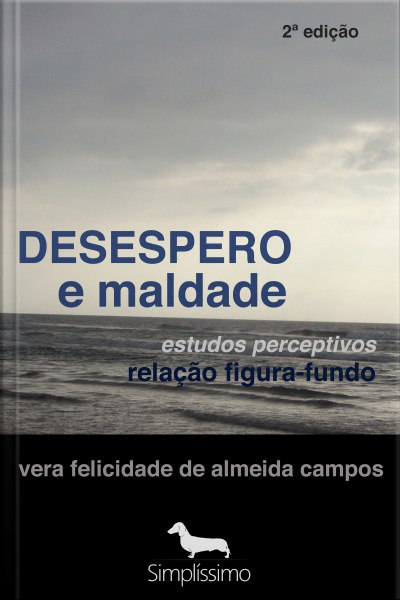 2ª edição
DESESPERO
e maldade
estudos perceptivos
relação figura-fundo
vera felicidade de almeida campos
Simplíssimo